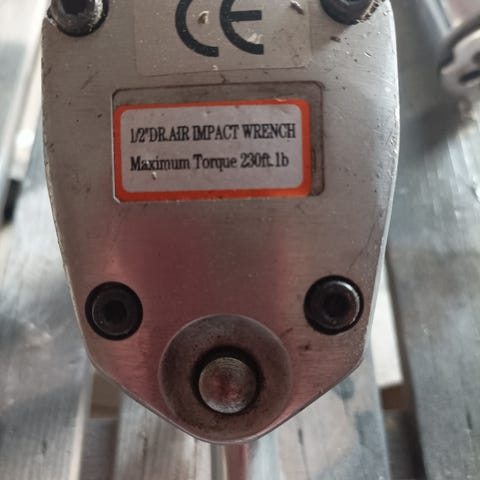 CE
1/2"DR.AIR IMPACT WRENCH
Maximum Torque 230ft.1b